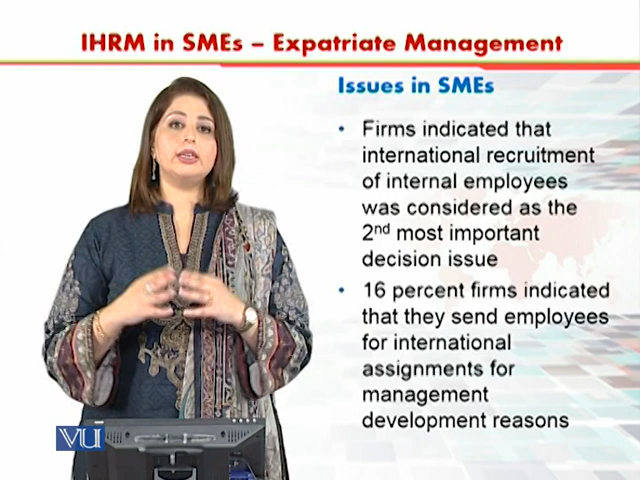 IHRM in SMEs – Expatriate Management
Issues in SMEs
• Firms indicated that
international recruitment
of internal employees
was considered as the
2nd most important
decision issue
• 16 percent firms indicated
that they send employees
for international
assignments for
management
development reasons
VU